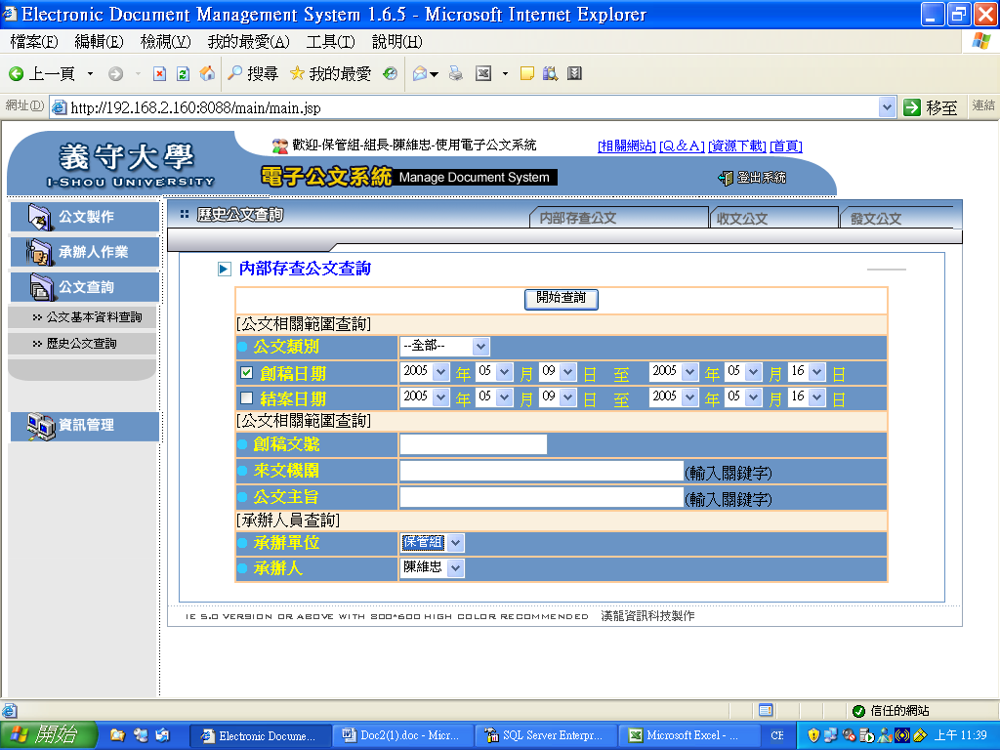 Electronic Document Management System 1.6.5 - Microsoft Internet Explorer
檔案(F) 編輯(E) 檢視(V) 我的最愛(A) 工具(T) 說明(H)
上一頁 搜尋 我的最愛
網址(D) http://192.168.2.160:8088/main/main.jsp 移至 連結
義守大學
I-SHOU UNIVERSITY
歡迎-保管組-組長-陳維忠-使用電子公文系統 [相關網站] [Q&A] [資源下載] [首頁]
電子公文系統 Manage Document System 登出系統
公文製作
承辦人作業
公文查詢
公文基本資料查詢
歷史公文查詢
資訊管理
歷史公文查詢 內部存查公文 收文公文 發文公文
內部存查公文查詢
開始查詢
[公文相關範圍查詢]
公文類別 --全部--
創稿日期 2005 年 05 月 09 日 至 2005 年 05 月 16 日
結案日期 2005 年 05 月 09 日 至 2005 年 05 月 16 日
[公文相關範圍查詢]
創稿文號
來文機關 (輸入關鍵字)
公文主旨 (輸入關鍵字)
[承辦人員查詢]
承辦單位 保管組
承辦人 陳維忠
IE 5.0 VERSION OR ABOVE WITH 800*600 HIGH COLOR RECOMMENDED 漢龍資訊科技製作
信任的網站
開始 Electronic Docume... Doc2(1).doc - Micr... SQL Server Enterpr... Microsoft Excel - ... CH 上午 11:39